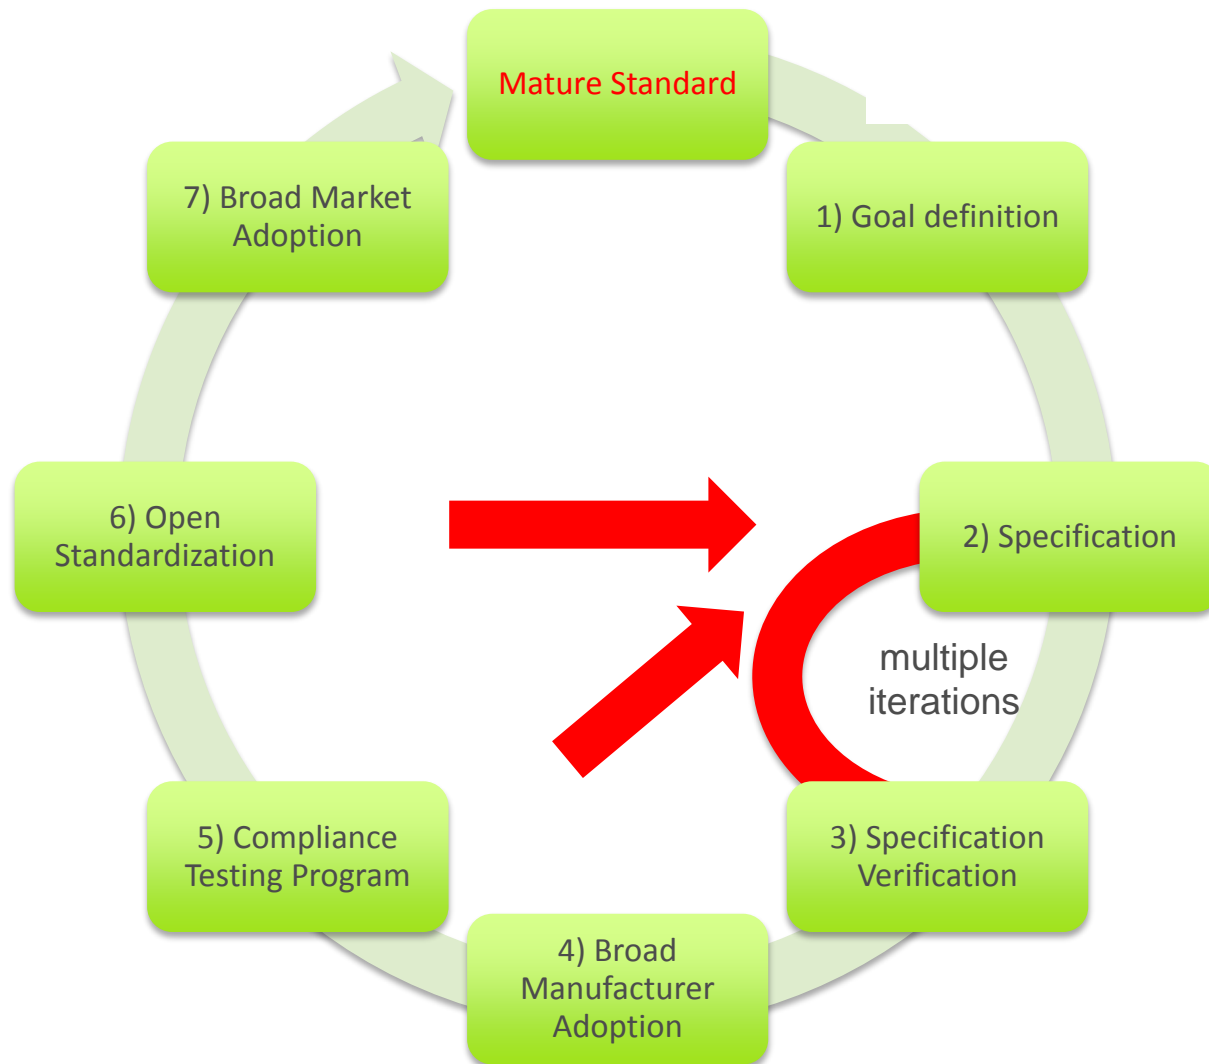 Mature Standard
1) Goal definition
2) Specification
multiple
iterations
3) Specification
Verification
4) Broad
Manufacturer
Adoption
5) Compliance
Testing Program
6) Open
Standardization
7) Broad Market
Adoption